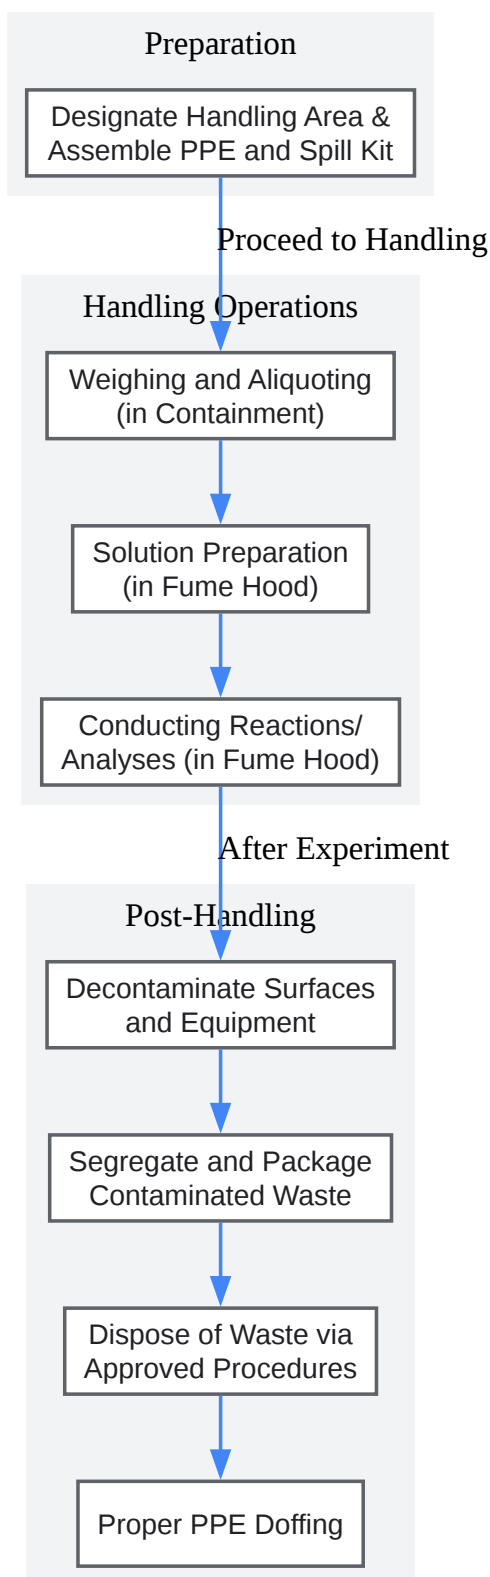 Preparation
Designate Handling Area &
Assemble PPE and Spill Kit
Proceed to Handling
Handling Operations
Weighing and Aliquoting
(in Containment)
Solution Preparation
(in Fume Hood)
Conducting Reactions/
Analyses (in Fume Hood)
After Experiment
Post-Handling
Decontaminate Surfaces
and Equipment
Segregate and Package
Contaminated Waste
Dispose of Waste via
Approved Procedures
Proper PPE Doffing